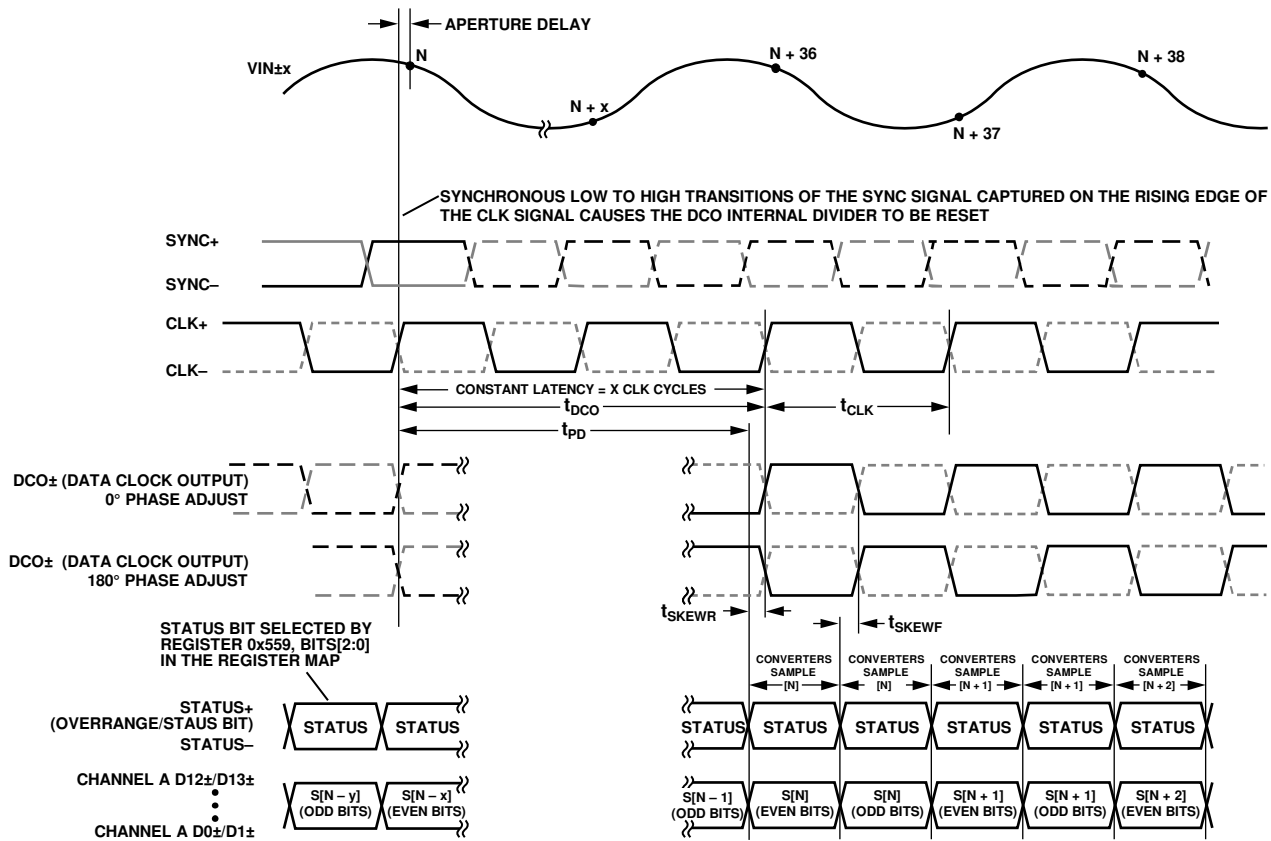 APERTURE DELAY
VIN±x
N
N + x
N + 36
N + 37
N + 38
SYNCHRONOUS LOW TO HIGH TRANSITIONS OF THE SYNC SIGNAL CAPTURED ON THE RISING EDGE OF
THE CLK SIGNAL CAUSES THE DCO INTERNAL DIVIDER TO BE RESET
SYNC+
SYNC–
CLK+
CLK–
CONSTANT LATENCY = X CLK CYCLES
tDCO
tCLK
tPD
DCO± (DATA CLOCK OUTPUT)
0° PHASE ADJUST
DCO± (DATA CLOCK OUTPUT)
180° PHASE ADJUST
tSKEWR
tSKEWF
STATUS BIT SELECTED BY
REGISTER 0x559, BITS[2:0]
IN THE REGISTER MAP
CONVERTERS
SAMPLE
[N]
CONVERTERS
SAMPLE
[N]
CONVERTERS
SAMPLE
[N + 1]
CONVERTERS
SAMPLE
[N + 1]
CONVERTERS
SAMPLE
[N + 2]
STATUS+
(OVERRANGE/STAUS BIT)
STATUS–
STATUS
STATUS
STATUS
STATUS
STATUS
STATUS
STATUS
STATUS
CHANNEL A D12±/D13±
CHANNEL A D0±/D1±
S[N – y]
(ODD BITS)
S[N – x]
(EVEN BITS)
S[N – 1]
(ODD BITS)
S[N]
(EVEN BITS)
S[N]
(ODD BITS)
S[N + 1]
(EVEN BITS)
S[N + 1]
(ODD BITS)
S[N + 2]
(EVEN BITS)